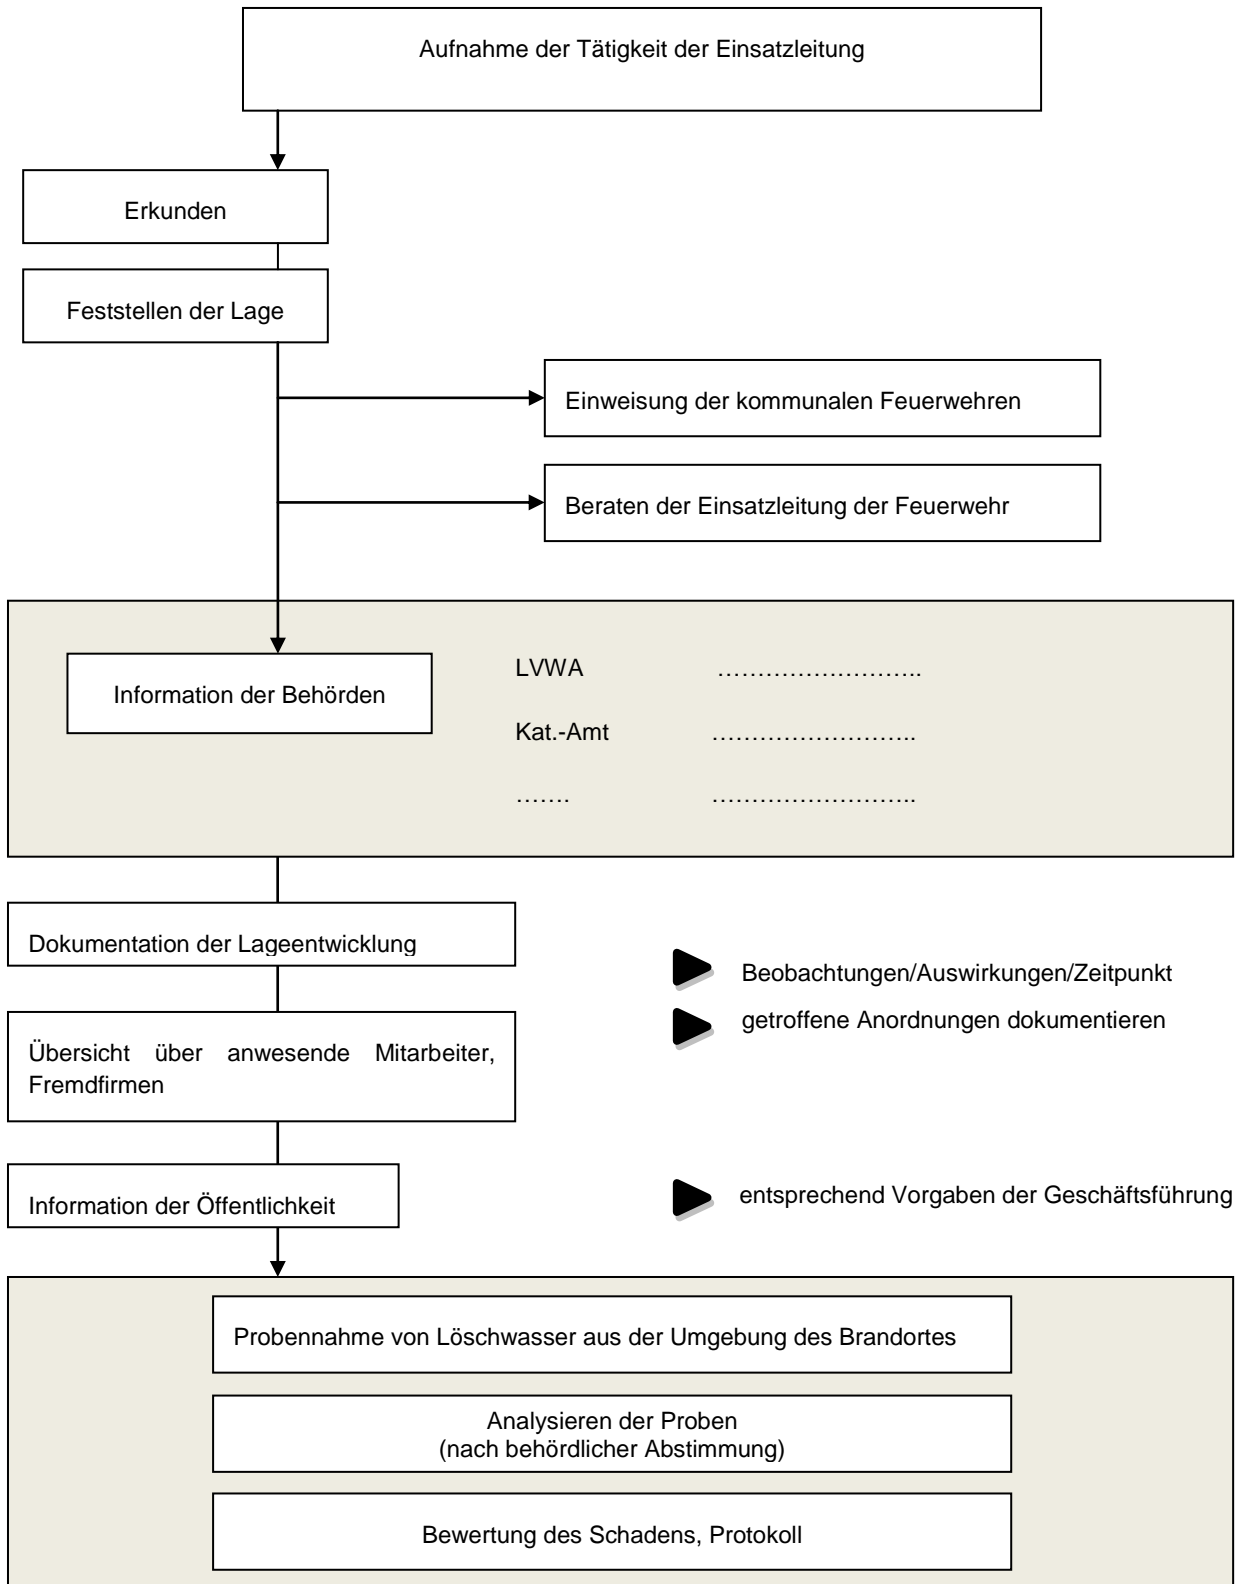 Aufnahme der Tätigkeit der Einsatzleitung
Erkunden
Feststellen der Lage
Einweisung der kommunalen Feuerwehren
Beraten der Einsatzleitung der Feuerwehr
Information der Behörden
LVWA ……………………..
Kat.-Amt ……………………..
……. ……………………..
Dokumentation der Lageentwicklung
Beobachtungen/Auswirkungen/Zeitpunkt
getroffene Anordnungen dokumentieren
Übersicht über anwesende Mitarbeiter,
Fremdfirmen
Information der Öffentlichkeit
entsprechend Vorgaben der Geschäftsführung
Probennahme von Löschwasser aus der Umgebung des Brandortes
Analysieren der Proben
(nach behördlicher Abstimmung)
Bewertung des Schadens, Protokoll